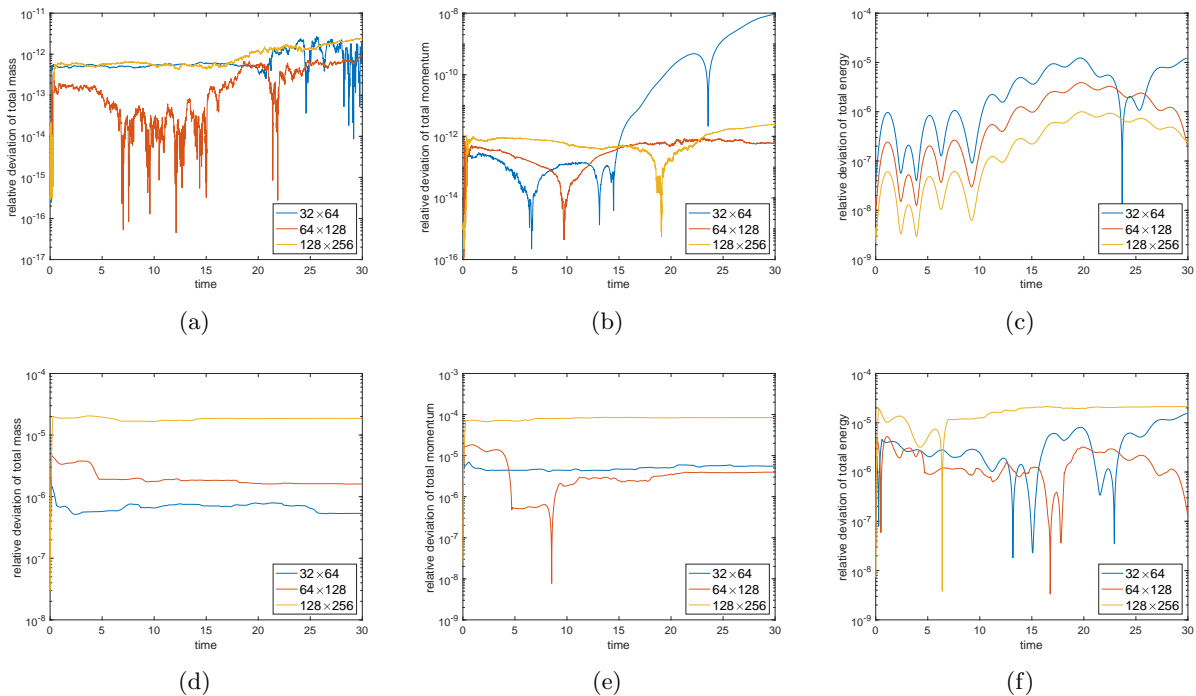 relative deviation of total mass
10-11
10-12
10-13
10-14
10-15
10-16
10-17
0 5 10 15 20 25 30
time
32×64
64×128
128×256
(a)
relative deviation of total momentum
10-8
10-10
10-12
10-14
10-16
0 5 10 15 20 25 30
time
32×64
64×128
128×256
(b)
relative deviation of total energy
10-4
10-5
10-6
10-7
10-8
10-9
0 5 10 15 20 25 30
time
32×64
64×128
128×256
(c)
relative deviation of total mass
10-4
10-5
10-6
10-7
10-8
0 5 10 15 20 25 30
time
32×64
64×128
128×256
(d)
relative deviation of total momentum
10-3
10-4
10-5
10-6
10-7
10-8
10-9
0 5 10 15 20 25 30
time
32×64
64×128
128×256
(e)
relative deviation of total energy
10-4
10-5
10-6
10-7
10-8
10-9
0 5 10 15 20 25 30
time
32×64
64×128
128×256
(f)